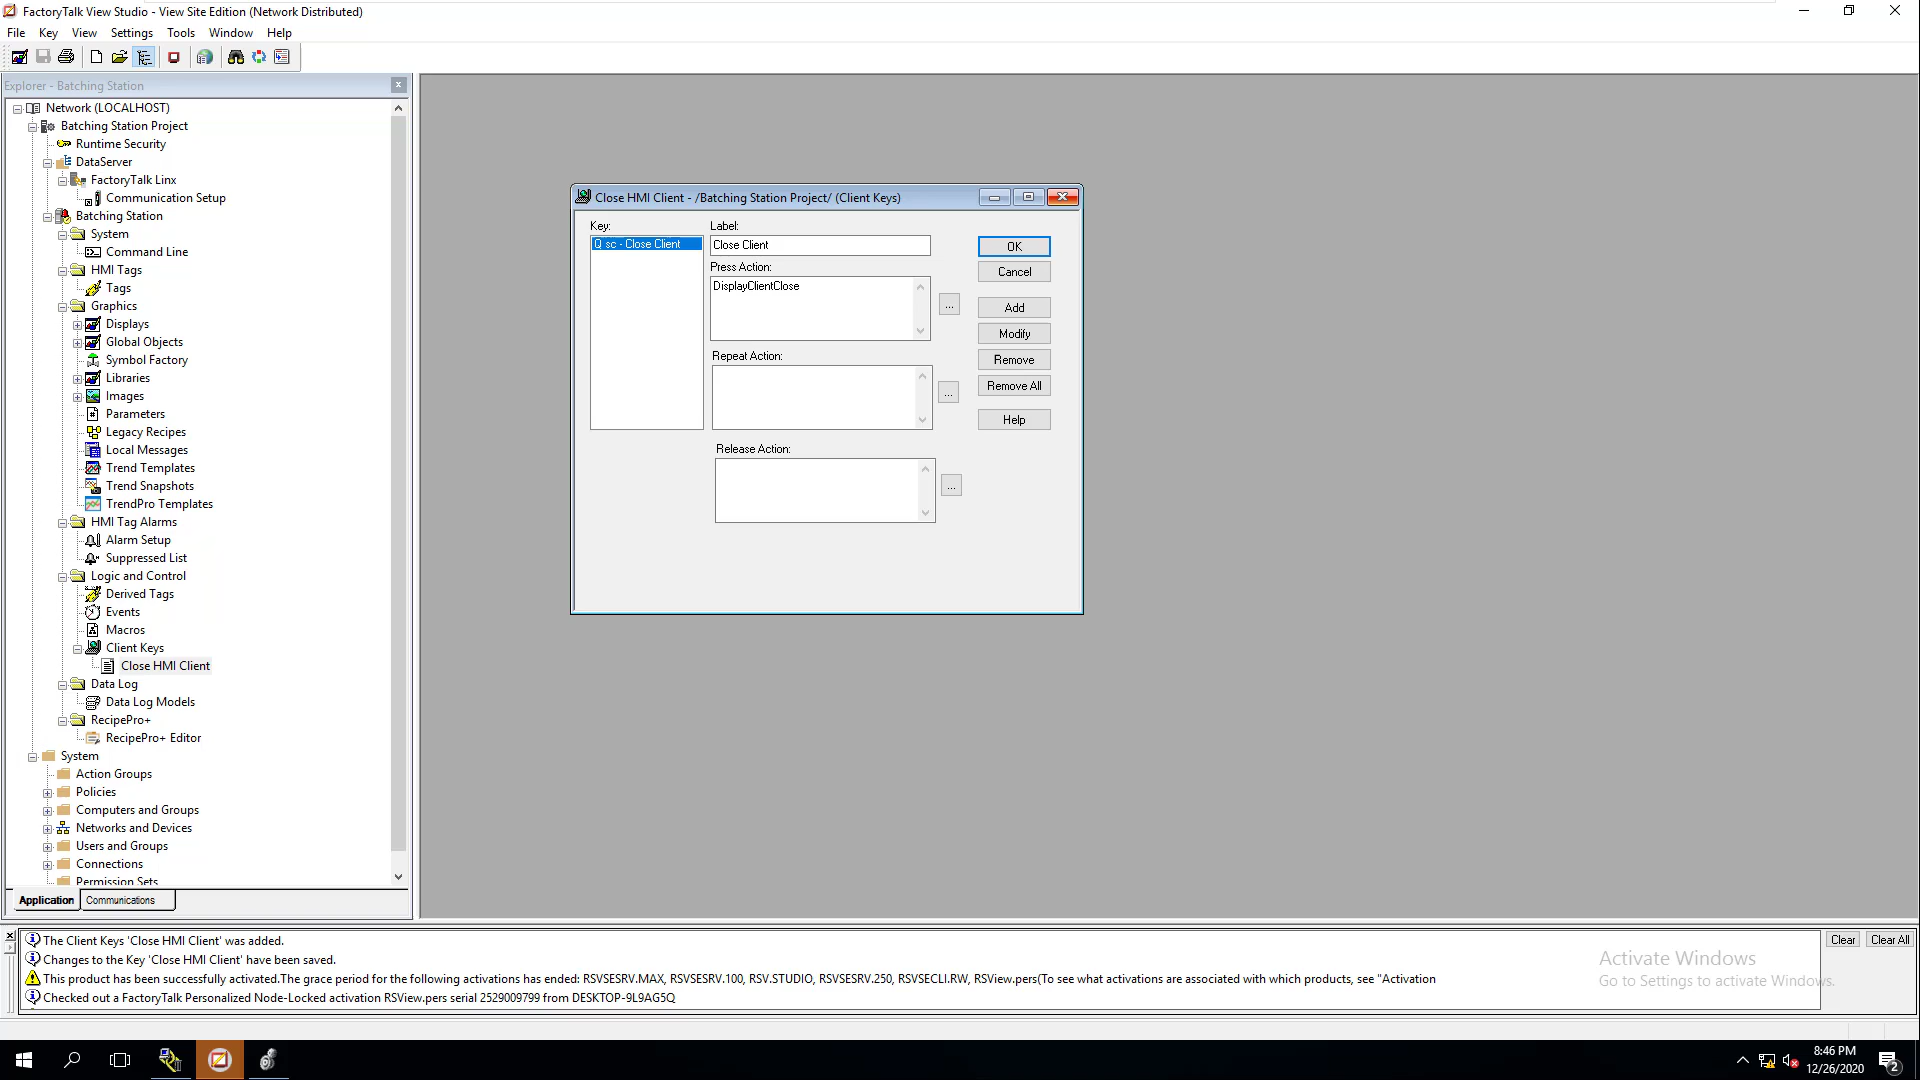 FactoryTalk View Studio - View Site Edition (Network Distributed)
File Key View Settings Tools Window Help
Explorer - Batching Station
Network (LOCALHOST)
Batching Station Project
Runtime Security
DataServer
FactoryTalk Linx
Communication Setup
Batching Station
System
Command Line
HMI Tags
Tags
Graphics
Displays
Global Objects
Symbol Factory
Libraries
Images
Parameters
Legacy Recipes
Local Messages
Trend Templates
Trend Snapshots
TrendPro Templates
HMI Tag Alarms
Alarm Setup
Suppressed List
Logic and Control
Derived Tags
Events
Macros
Client Keys
Close HMI Client
Data Log
Data Log Models
RecipePro+
RecipePro+ Editor
System
Action Groups
Policies
Computers and Groups
Networks and Devices
Users and Groups
Connections
Permission Sets
Application Communications
Close HMI Client - /Batching Station Project/ (Client Keys)
Key:
Q sc - Close Client
Label:
Close Client
Press Action:
DisplayClientClose
...
Repeat Action:
...
Release Action:
...
OK
Cancel
Add
Modify
Remove
Remove All
Help
The Client Keys 'Close HMI Client' was added.
Changes to the Key 'Close HMI Client' have been saved.
This product has been successfully activated.The grace period for the following activations has ended: RSVSESRV.MAX, RSVSESRV.100, RSV.STUDIO, RSVSESRV.250, RSVSECLI.RW, RSView.pers(To see what activations are associated with which products, see "Activation
Checked out a FactoryTalk Personalized Node-Locked activation RSView.pers serial 2529009799 from DESKTOP-9L9AG5Q
Clear Clear All
Activate Windows
Go to Settings to activate Windows.
8:46 PM
12/26/2020
2